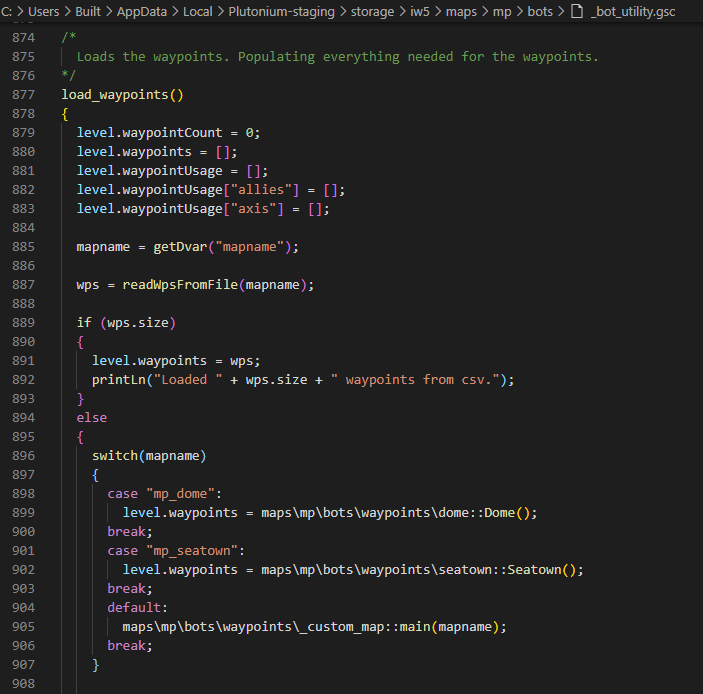 C: > Users > Built > AppData > Local > Plutonium-staging > storage > iw5 > maps > mp > bots > _bot_utility.gsc
874 /*
875 Loads the waypoints. Populating everything needed for the waypoints.
876 */
877 load_waypoints()
878 {
879 level.waypointCount = 0;
880 level.waypoints = [];
881 level.waypointUsage = [];
882 level.waypointUsage["allies"] = [];
883 level.waypointUsage["axis"] = [];
884
885 mapname = getDvar("mapname");
886
887 wps = readWpsFromFile(mapname);
888
889 if (wps.size)
890 {
891 level.waypoints = wps;
892 printLn("Loaded " + wps.size + " waypoints from csv.");
893 }
894 else
895 {
896 switch(mapname)
897 {
898 case "mp_dome":
899 level.waypoints = maps\mp\bots\waypoints\dome::Dome();
900 break;
901 case "mp_seatown":
902 level.waypoints = maps\mp\bots\waypoints\seatown::Seatown();
903 break;
904 default:
905 maps\mp\bots\waypoints\_custom_map::main(mapname);
906 break;
907 }
908